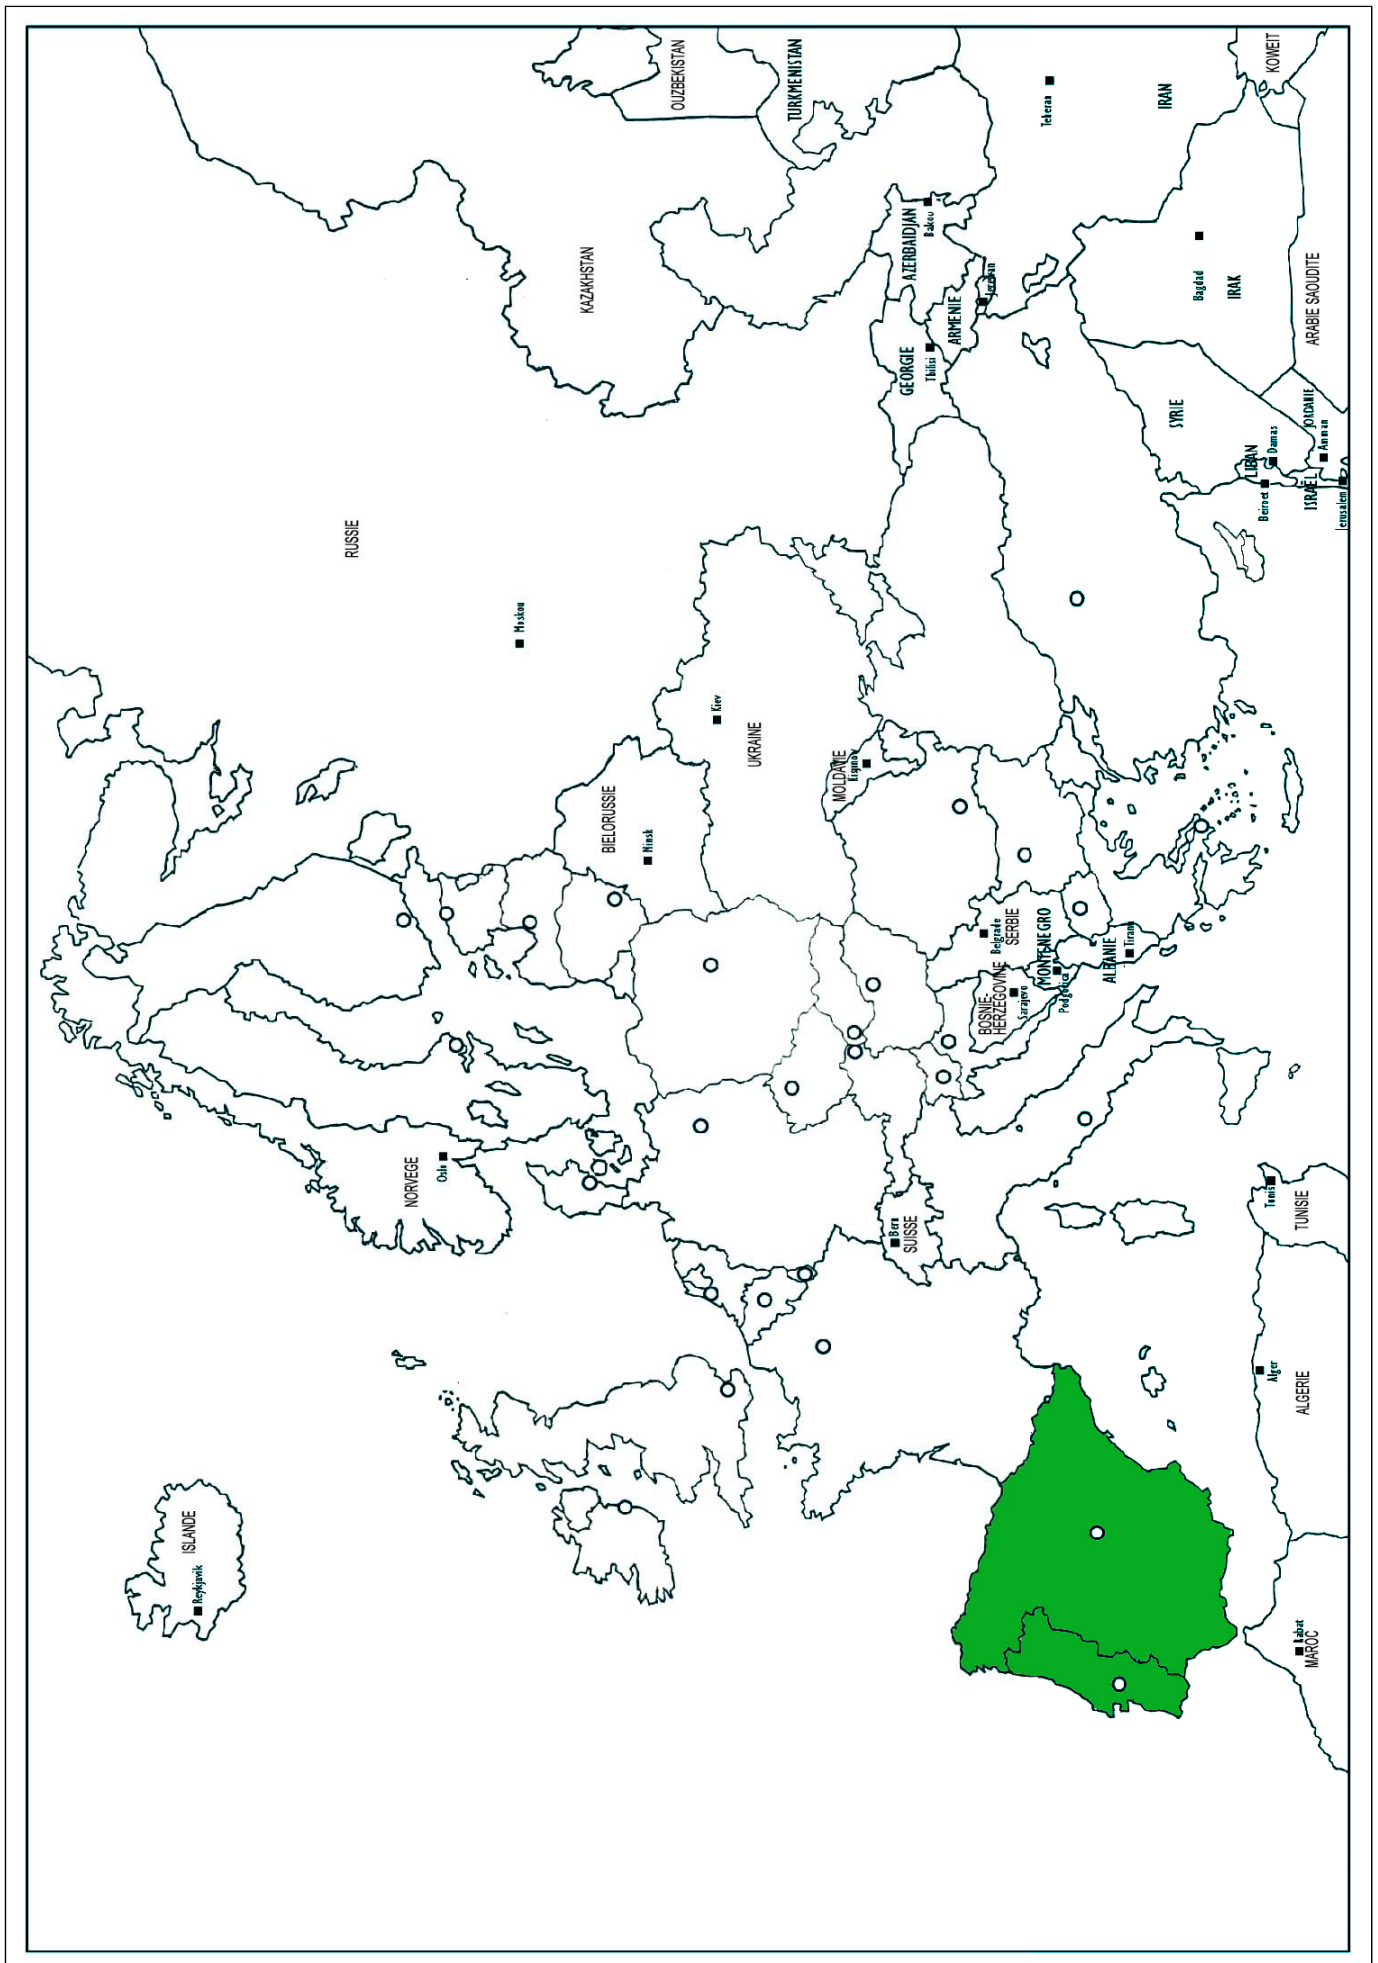 ISLANDE
Reykjavik
NORVEGE
Oslo
RUSSIE
Moskou
BIELORUSSIE
Minsk
UKRAINE
Kiev
MOLDAVIE
KAZAKHSTAN
OUZBEKISTAN
TURKMENISTAN
GEORGIE
Tbilisi
AZERBAIDJAN
Bakou
ARMENIE
Jerevan
Teheran
IRAN
KOWEIT
Bagdad
IRAK
ARABIE SAOUDITE
SYRIE
LIBAN
Damas
Beiroet
JORDANIE
Amman
ISRAËL
Jerusalem
Bern
SUISSE
BOSNIE-
HERZEGOVINE
Sarajevo
Belgrade
SERBIE
MONTENEGRO
Podgorica
ALBANIE
Tirana
Tunis
TUNISIE
Alger
ALGERIE
Rabat
MAROC